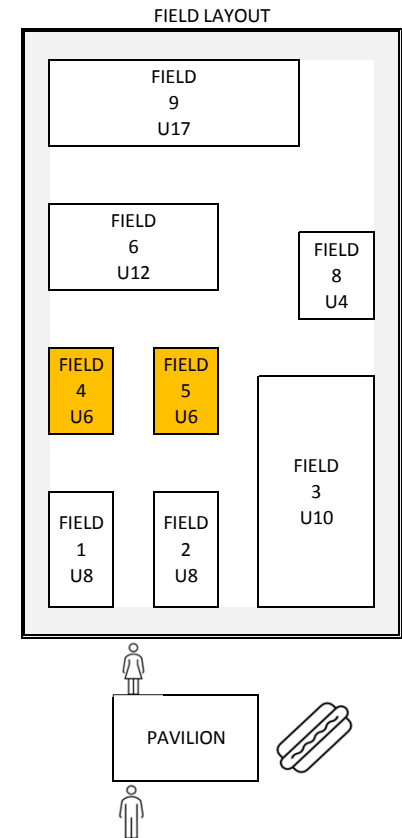 FIELD LAYOUT
FIELD
9
U17
FIELD
6
U12
FIELD
8
U4
FIELD
4
U6
FIELD
5
U6
FIELD
3
U10
FIELD
1
U8
FIELD
2
U8
PAVILION